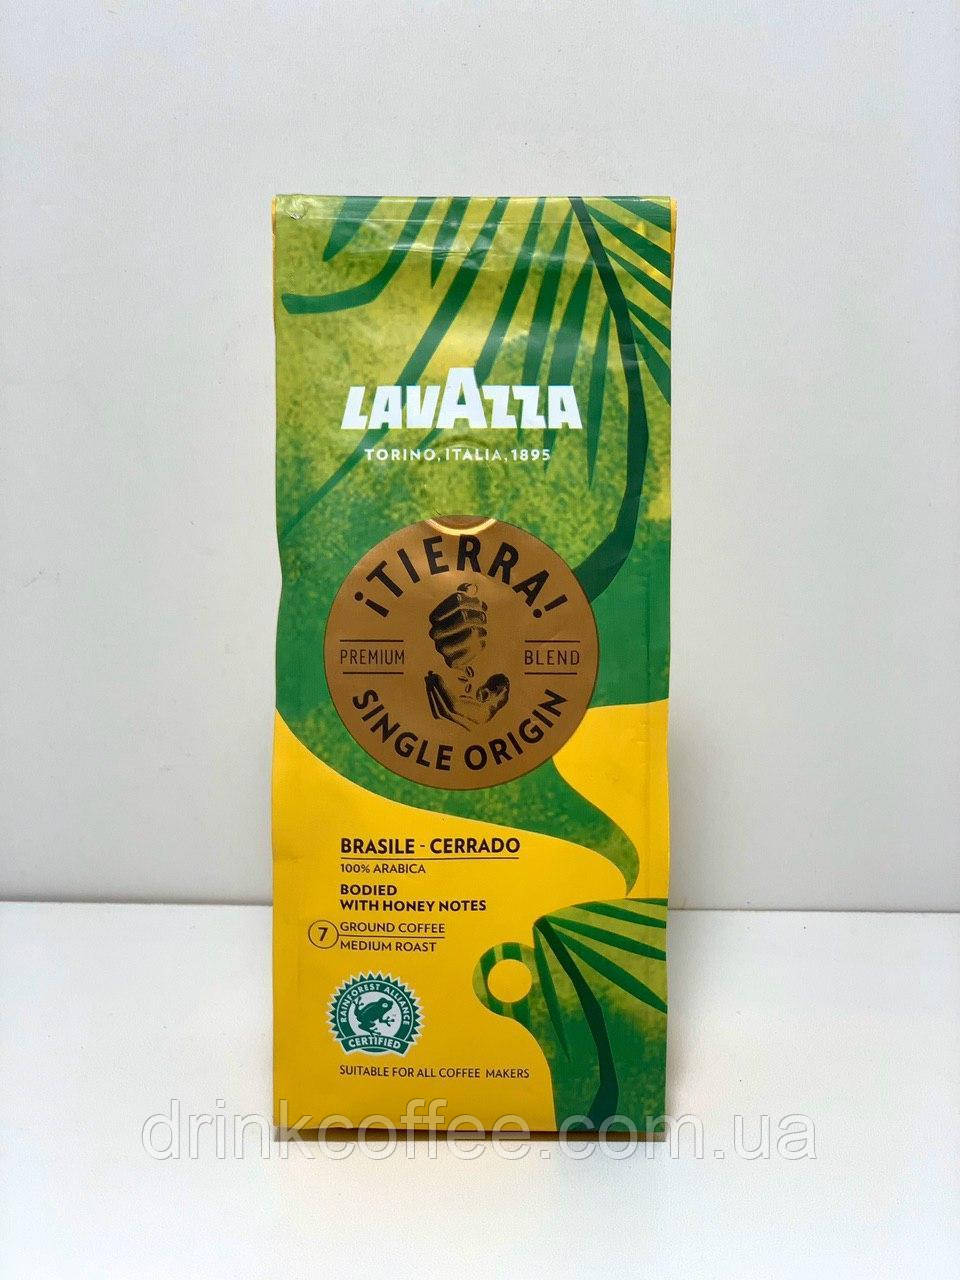 LAVAZZA
TORINO, ITALIA, 1895
¡TIERRA!
PREMIUM BLEND
SINGLE ORIGIN
BRASILE - CERRADO
100% ARABICA
BODIED
WITH HONEY NOTES
7 GROUND COFFEE
MEDIUM ROAST
RAINFOREST ALLIANCE
CERTIFIED
SUITABLE FOR ALL COFFEE MAKERS
drinkcoffee.com.ua